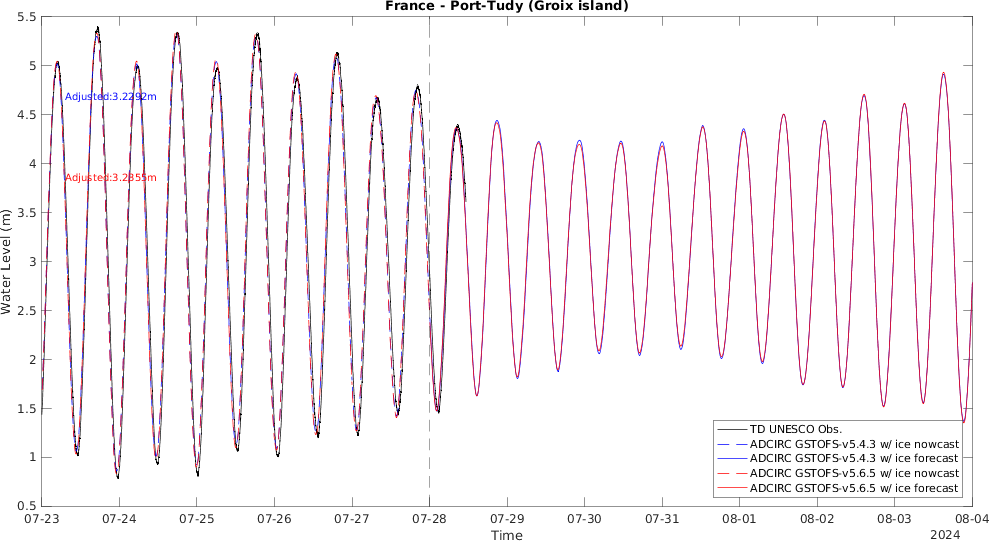 France - Port-Tudy (Groix island)
5.5
5
4.5
4
3.5
3
2.5
2
1.5
1
0.5
Water Level (m)
Adjusted:3.2292m
Adjusted:3.2355m
TD UNESCO Obs.
ADCIRC GSTOFS-v5.4.3 w/ ice nowcast
ADCIRC GSTOFS-v5.4.3 w/ ice forecast
ADCIRC GSTOFS-v5.6.5 w/ ice nowcast
ADCIRC GSTOFS-v5.6.5 w/ ice forecast
07-23 07-24 07-25 07-26 07-27 07-28 07-29 07-30 07-31 08-01 08-02 08-03 08-04
Time
2024